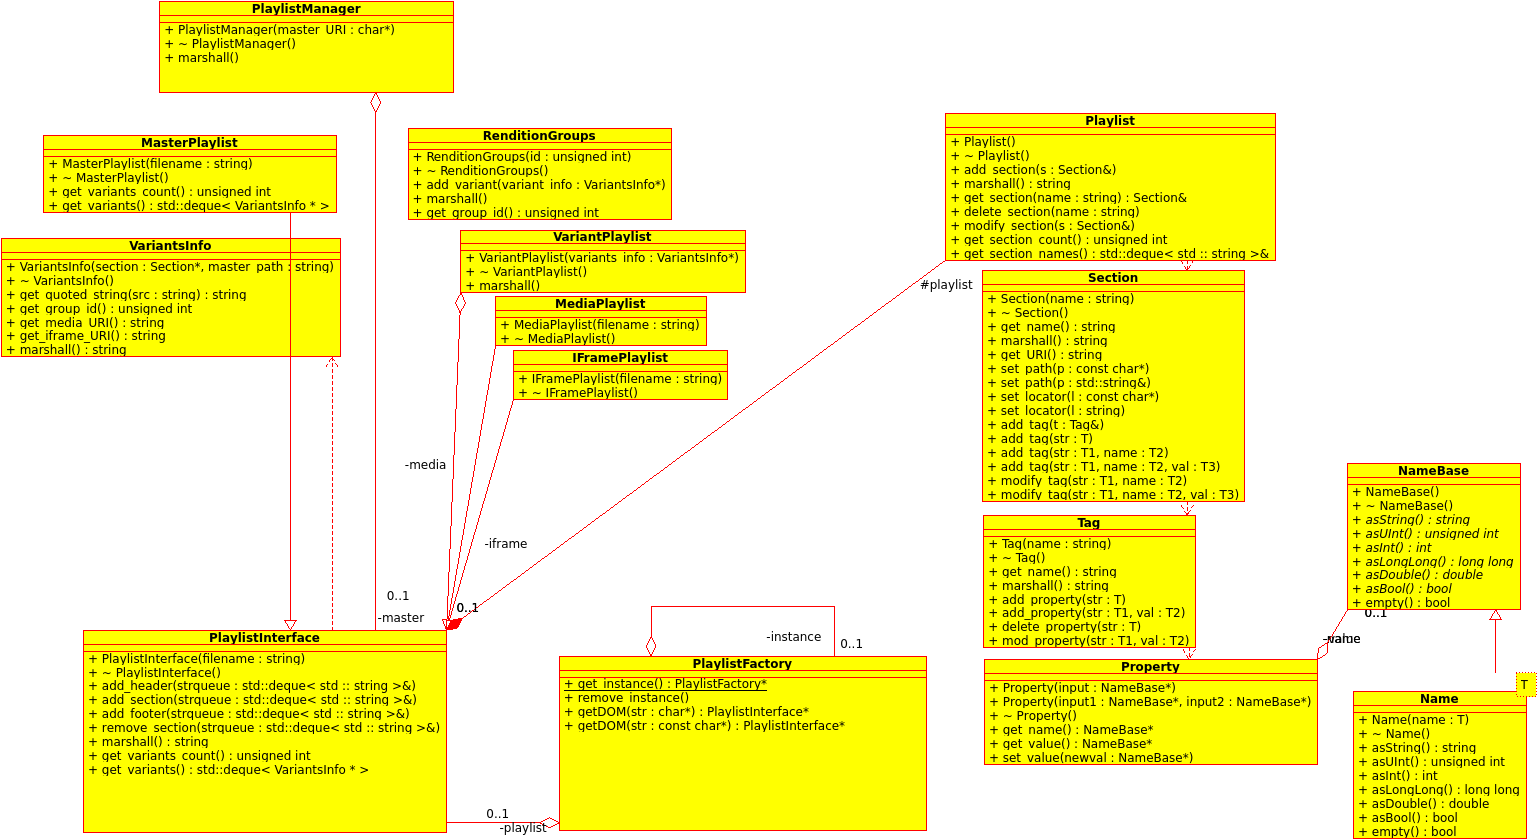 PlaylistManager
+ PlaylistManager(master_URI : char*)
+ ~ PlaylistManager()
+ marshall()
MasterPlaylist
+ MasterPlaylist(filename : string)
+ ~ MasterPlaylist()
+ get_variants_count() : unsigned int
+ get_variants() : std::deque< VariantsInfo * >
RenditionGroups
+ RenditionGroups(id : unsigned int)
+ ~ RenditionGroups()
+ add_variant(variant_info : VariantsInfo*)
+ marshall()
+ get_group_id() : unsigned int
VariantsInfo
+ VariantsInfo(section : Section*, master_path : string)
+ ~ VariantsInfo()
+ get_quoted_string(src : string) : string
+ get_group_id() : unsigned int
+ get_media_URI() : string
+ get_iframe_URI() : string
+ marshall() : string
VariantPlaylist
+ VariantPlaylist(variants_info : VariantsInfo*)
+ ~ VariantPlaylist()
+ marshall()
MediaPlaylist
+ MediaPlaylist(filename : string)
+ ~ MediaPlaylist()
IFramePlaylist
+ IFramePlaylist(filename : string)
+ ~ IFramePlaylist()
Playlist
+ Playlist()
+ ~ Playlist()
+ add_section(s : Section&)
+ marshall() : string
+ get_section(name : string) : Section&
+ delete_section(name : string)
+ modify_section(s : Section&)
+ get_section_count() : unsigned int
+ get_section_names() : std::deque< std :: string >&
#playlist
Section
+ Section(name : string)
+ ~ Section()
+ get_name() : string
+ marshall() : string
+ get_URI() : string
+ set_path(p : const char*)
+ set_path(p : std::string&)
+ set_locator(l : const char*)
+ set_locator(l : string)
+ add_tag(t : Tag&)
+ add_tag(str : T)
+ add_tag(str : T1, name : T2)
+ add_tag(str : T1, name : T2, val : T3)
+ modify_tag(str : T1, name : T2)
+ modify_tag(str : T1, name : T2, val : T3)
-media
-iframe
0..1
-master
0..1
Tag
+ Tag(name : string)
+ ~ Tag()
+ get_name() : string
+ marshall() : string
+ add_property(str : T)
+ add_property(str : T1, val : T2)
+ delete_property(str : T)
+ mod_property(str : T1, val : T2)
NameBase
+ NameBase()
+ ~ NameBase()
+ asString() : string
+ asUInt() : unsigned int
+ asInt() : int
+ asLongLong() : long long
+ asDouble() : double
+ asBool() : bool
+ empty() : bool
0..1
-value
PlaylistInterface
+ PlaylistInterface(filename : string)
+ ~ PlaylistInterface()
+ add_header(strqueue : std::deque< std :: string >&)
+ add_section(strqueue : std::deque< std :: string >&)
+ add_footer(strqueue : std::deque< std :: string >&)
+ remove_section(strqueue : std::deque< std :: string >&)
+ marshall() : string
+ get_variants_count() : unsigned int
+ get_variants() : std::deque< VariantsInfo * >
-instance
0..1
PlaylistFactory
+ get_instance() : PlaylistFactory*
+ remove_instance()
+ getDOM(str : char*) : PlaylistInterface*
+ getDOM(str : const char*) : PlaylistInterface*
0..1
-playlist
Property
+ Property(input : NameBase*)
+ Property(input1 : NameBase*, input2 : NameBase*)
+ ~ Property()
+ get_name() : NameBase*
+ get_value() : NameBase*
+ set_value(newval : NameBase*)
T
Name
+ Name(name : T)
+ ~ Name()
+ asString() : string
+ asUInt() : unsigned int
+ asInt() : int
+ asLongLong() : long long
+ asDouble() : double
+ asBool() : bool
+ empty() : bool